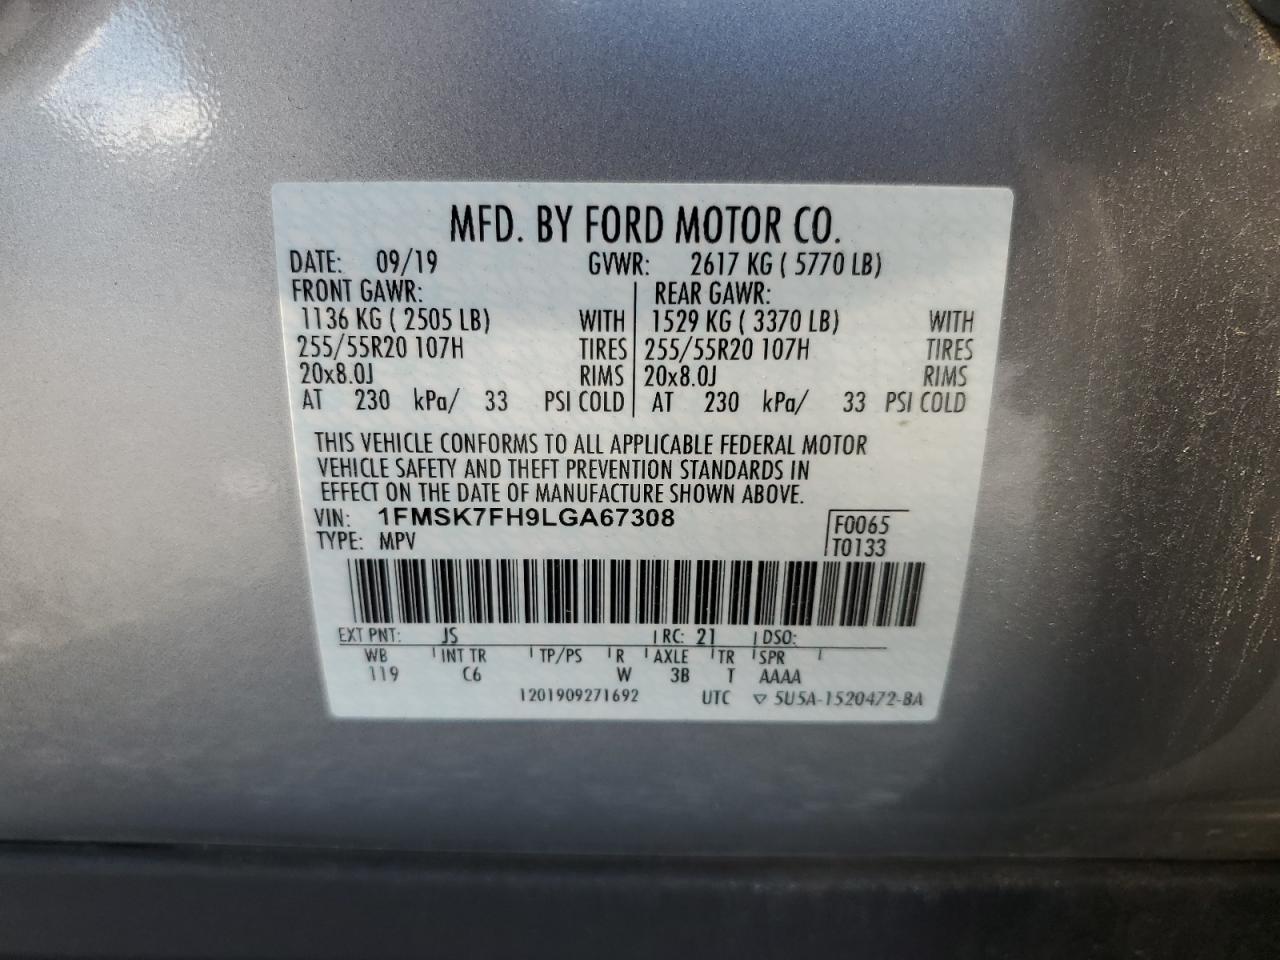 MFD. BY FORD MOTOR CO.
DATE: 09/19 GVWR: 2617 KG ( 5770 LB)
FRONT GAWR: REAR GAWR:
1136 KG ( 2505 LB) WITH 1529 KG ( 3370 LB) WITH
255/55R20 107H TIRES 255/55R20 107H TIRES
20x8.0J RIMS 20x8.0J RIMS
AT 230 kPa/ 33 PSI COLD AT 230 kPa/ 33 PSI COLD
THIS VEHICLE CONFORMS TO ALL APPLICABLE FEDERAL MOTOR
VEHICLE SAFETY AND THEFT PREVENTION STANDARDS IN
EFFECT ON THE DATE OF MANUFACTURE SHOWN ABOVE.
VIN: 1FMSK7FH9LGA67308 F0065
TYPE: MPV T0133
EXT PNT: JS RC: 21 DSO:
WB INT TR TP/PS R AXLE TR SPR
119 C6 W 3B T AAAA
1201909271692 UTC ▽ 5U5A-1520472-BA